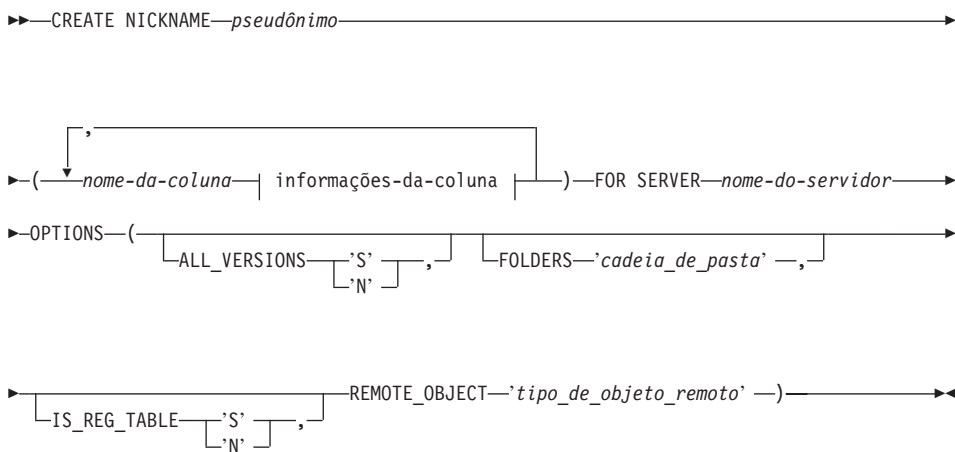 CREATE NICKNAME pseudônimo
,
( nome-da-coluna informações-da-coluna ) FOR SERVER nome-do-servidor
OPTIONS (
ALL_VERSIONS 'S' ,
'N'
FOLDERS 'cadeia_de_pasta' ,
REMOTE_OBJECT 'tipo_de_objeto_remoto' )
IS_REG_TABLE 'S' ,
'N'